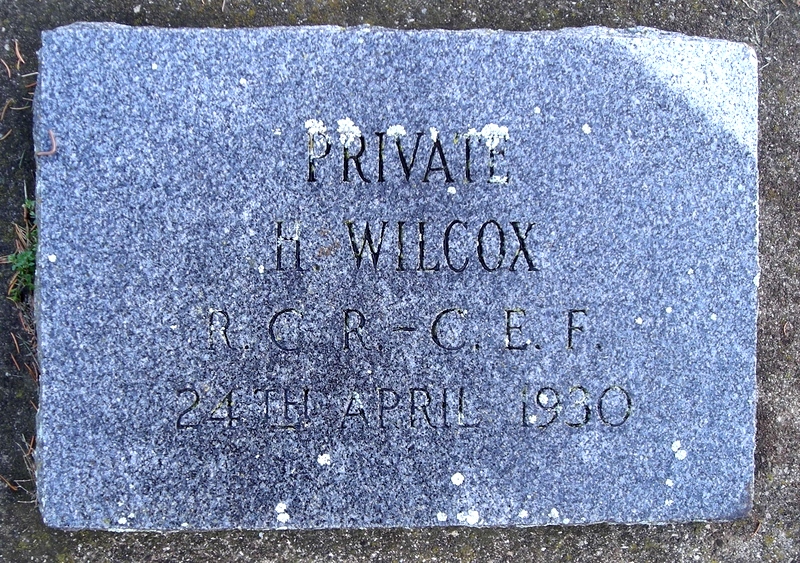 PRIVATE
H. WILCOX
R. C. R. – C. E. F.
24TH APRIL 1930